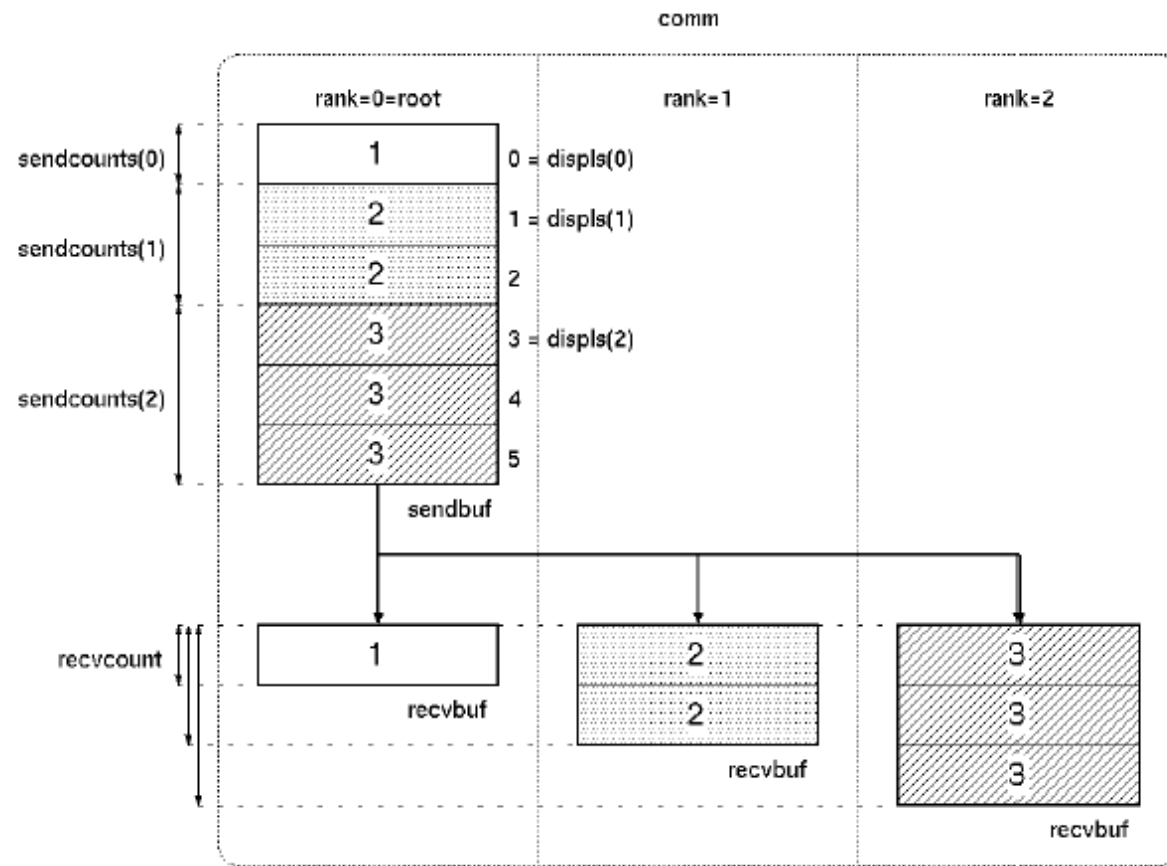 comm
rank=0=root rank=1 rank=2
sendcounts(0) 1 0 = displs(0)
2 1 = displs(1)
sendcounts(1)
2 2
3 3 = displs(2)
sendcounts(2) 3 4
3 5
sendbuf
recvcount 1 2 3
recvbuf 2 3
recvbuf 3
recvbuf